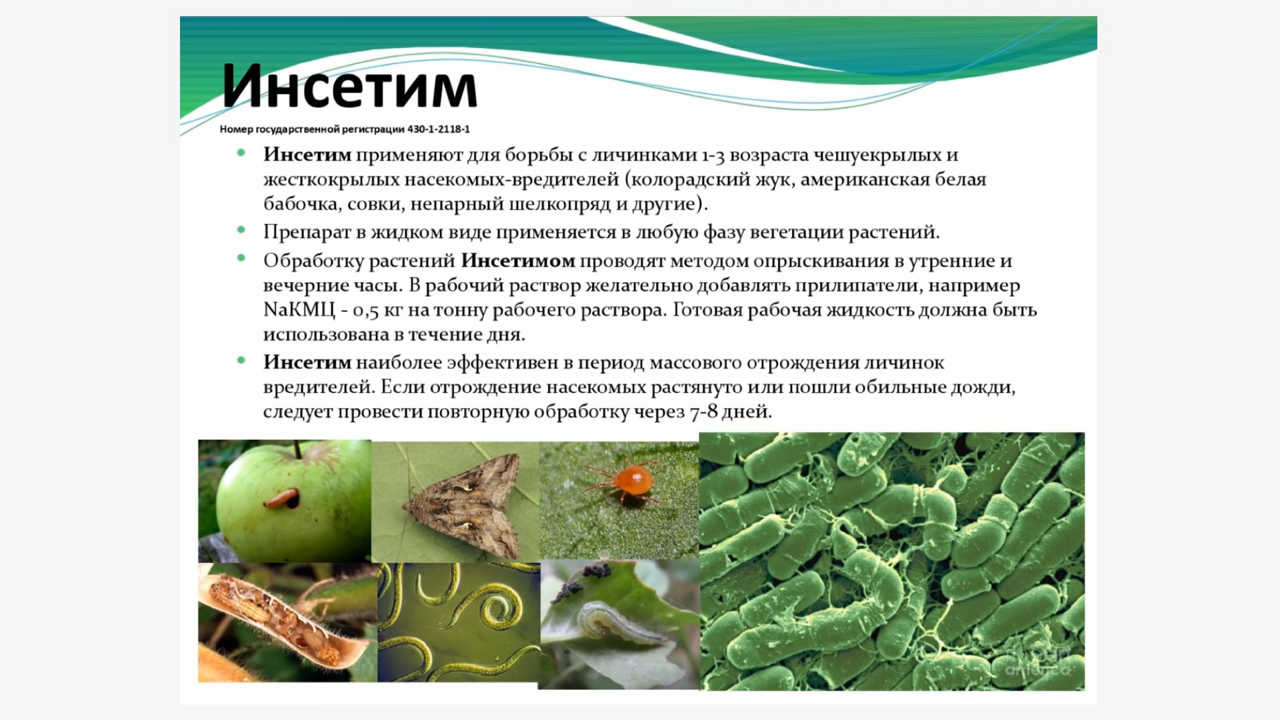 Инсетим
Номер государственной регистрации 430-1-2118-1
Инсетим применяют для борьбы с личинками 1-3 возраста чешуекрылых и
жесткокрылых насекомых-вредителей (колорадский жук, американская белая
бабочка, совки, непарный шелкопряд и другие).
Препарат в жидком виде применяется в любую фазу вегетации растений.
Обработку растений Инсетимом проводят методом опрыскивания в утренние и
вечерние часы. В рабочий раствор желательно добавлять прилипатели, например
NaКМЦ - 0,5 кг на тонну рабочего раствора. Готовая рабочая жидкость должна быть
использована в течение дня.
Инсетим наиболее эффективен в период массового отрождения личинок
вредителей. Если отрождение насекомых растянуто или пошли обильные дожди,
следует провести повторную обработку через 7-8 дней.